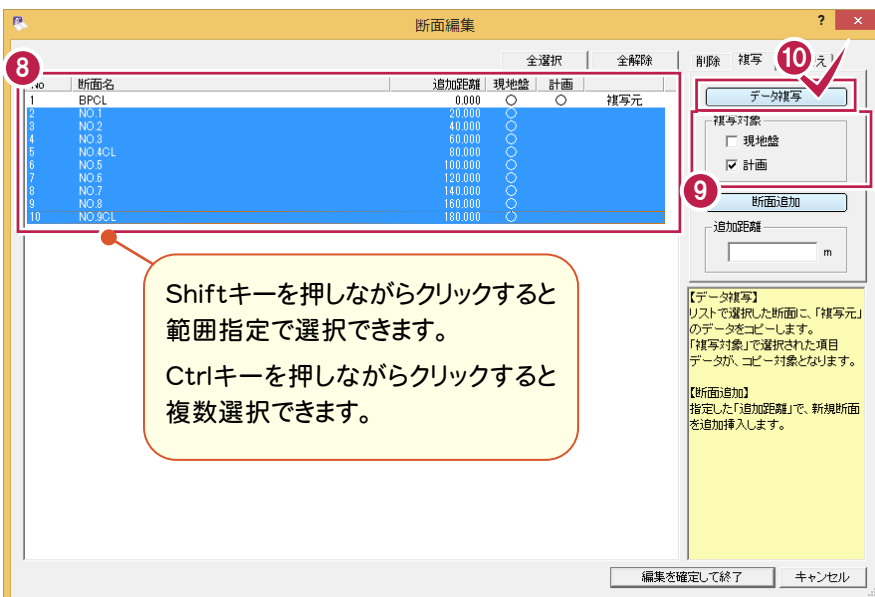 断面編集
?
×
全選択
全解除
削除
複写
え
8
10
No 断面名 追加距離 現地盤 計画
1 BPCL 0.000 ○ ○ 複写元
2 NO.1 20.000 ○
3 NO.2 40.000 ○
4 NO.3 60.000 ○
5 NO.4CL 80.000 ○
6 NO.5 100.000 ○
7 NO.6 120.000 ○
8 NO.7 140.000 ○
9 NO.8 160.000 ○
10 NO.9CL 180.000 ○
データ複写
複写対象
現地盤
計画
9
断面追加
追加距離
m
Shiftキーを押しながらクリックすると
範囲指定で選択できます。
Ctrlキーを押しながらクリックすると
複数選択できます。
【データ複写】
リストで選択した断面に、「複写元」
のデータをコピーします。
「複写対象」で選択された項目
データが、コピー対象となります。
【断面追加】
指定した「追加距離」で、新規断面
を追加挿入します。
編集を確定して終了
キャンセル